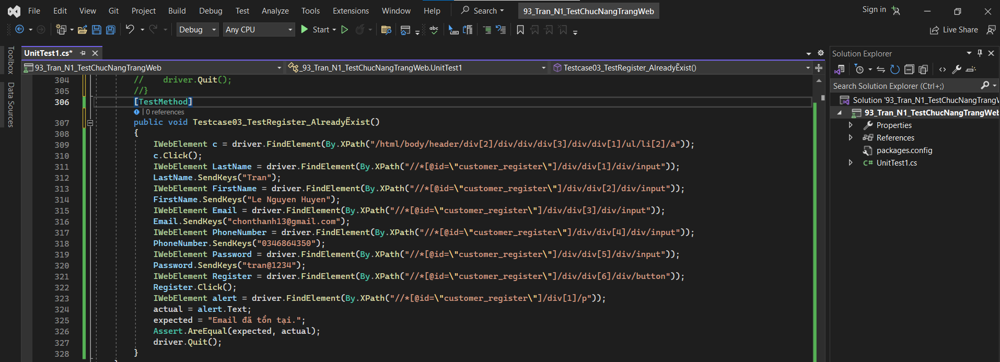 File Edit View Git Project Build Debug Test Analyze Tools Extensions Window Help Search 93_Tran_N1_TestChucNangTrangWeb Sign in
Debug Any CPU Start abc Live Share
Toolbox
Data Sources
UnitTest1.cs*
93_Tran_N1_TestChucNangTrangWeb _93_Tran_N1_TestChucNangTrangWeb.UnitTest1 Testcase03_TestRegister_AlreadyẼxist()
304 // driver.Quit();
305 //}
306 [TestMethod]
| 0 references
307 public void Testcase03_TestRegister_AlreadyẼxist()
308 {
309 IWebElement c = driver.FindElement(By.XPath("/html/body/header/div[2]/div/div/div[3]/div/div[1]/ul/li[2]/a"));
310 c.Click();
311 IWebElement LastName = driver.FindElement(By.XPath("//*[@id=\"customer_register\"]/div/div[1]/div/input"));
312 LastName.SendKeys("Tran");
313 IWebElement FirstName = driver.FindElement(By.XPath("//*[@id=\"customer_register\"]/div/div[2]/div/input"));
314 FirstName.SendKeys("Le Nguyen Huyen");
315 IWebElement Email = driver.FindElement(By.XPath("//*[@id=\"customer_register\"]/div/div[3]/div/input"));
316 Email.SendKeys("chonthanh13@gmail.com");
317 IWebElement PhoneNumber = driver.FindElement(By.XPath("//*[@id=\"customer_register\"]/div/div[4]/div/input"));
318 PhoneNumber.SendKeys("0346864350");
319 IWebElement Password = driver.FindElement(By.XPath("//*[@id=\"customer_register\"]/div/div[5]/div/input"));
320 Password.SendKeys("tran@1234");
321 IWebElement Register = driver.FindElement(By.XPath("//*[@id=\"customer_register\"]/div/div[6]/div/button"));
322 Register.Click();
323 IWebElement alert = driver.FindElement(By.XPath("//*[@id=\"customer_register\"]/div[1]/p"));
324 actual = alert.Text;
325 expected = "Email đã tồn tại.";
326 Assert.AreEqual(expected, actual);
327 driver.Quit();
328 }
Solution Explorer
Search Solution Explorer (Ctrl+;)
Solution '93_Tran_N1_TestChucNangTrangW
93_Tran_N1_TestChucNangTrangWeb
Properties
References
packages.config
C# UnitTest1.cs